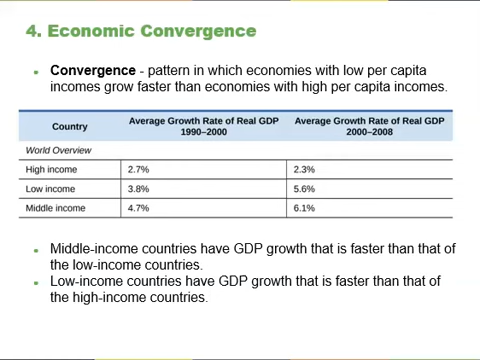 4. Economic Convergence
Convergence - pattern in which economies with low per capita
incomes grow faster than economies with high per capita incomes.
Country Average Growth Rate of Real GDP 1990–2000 Average Growth Rate of Real GDP 2000–2008
World Overview
High income 2.7% 2.3%
Low income 3.8% 5.6%
Middle income 4.7% 6.1%
Middle-income countries have GDP growth that is faster than that of
the low-income countries.
Low-income countries have GDP growth that is faster than that of
the high-income countries.